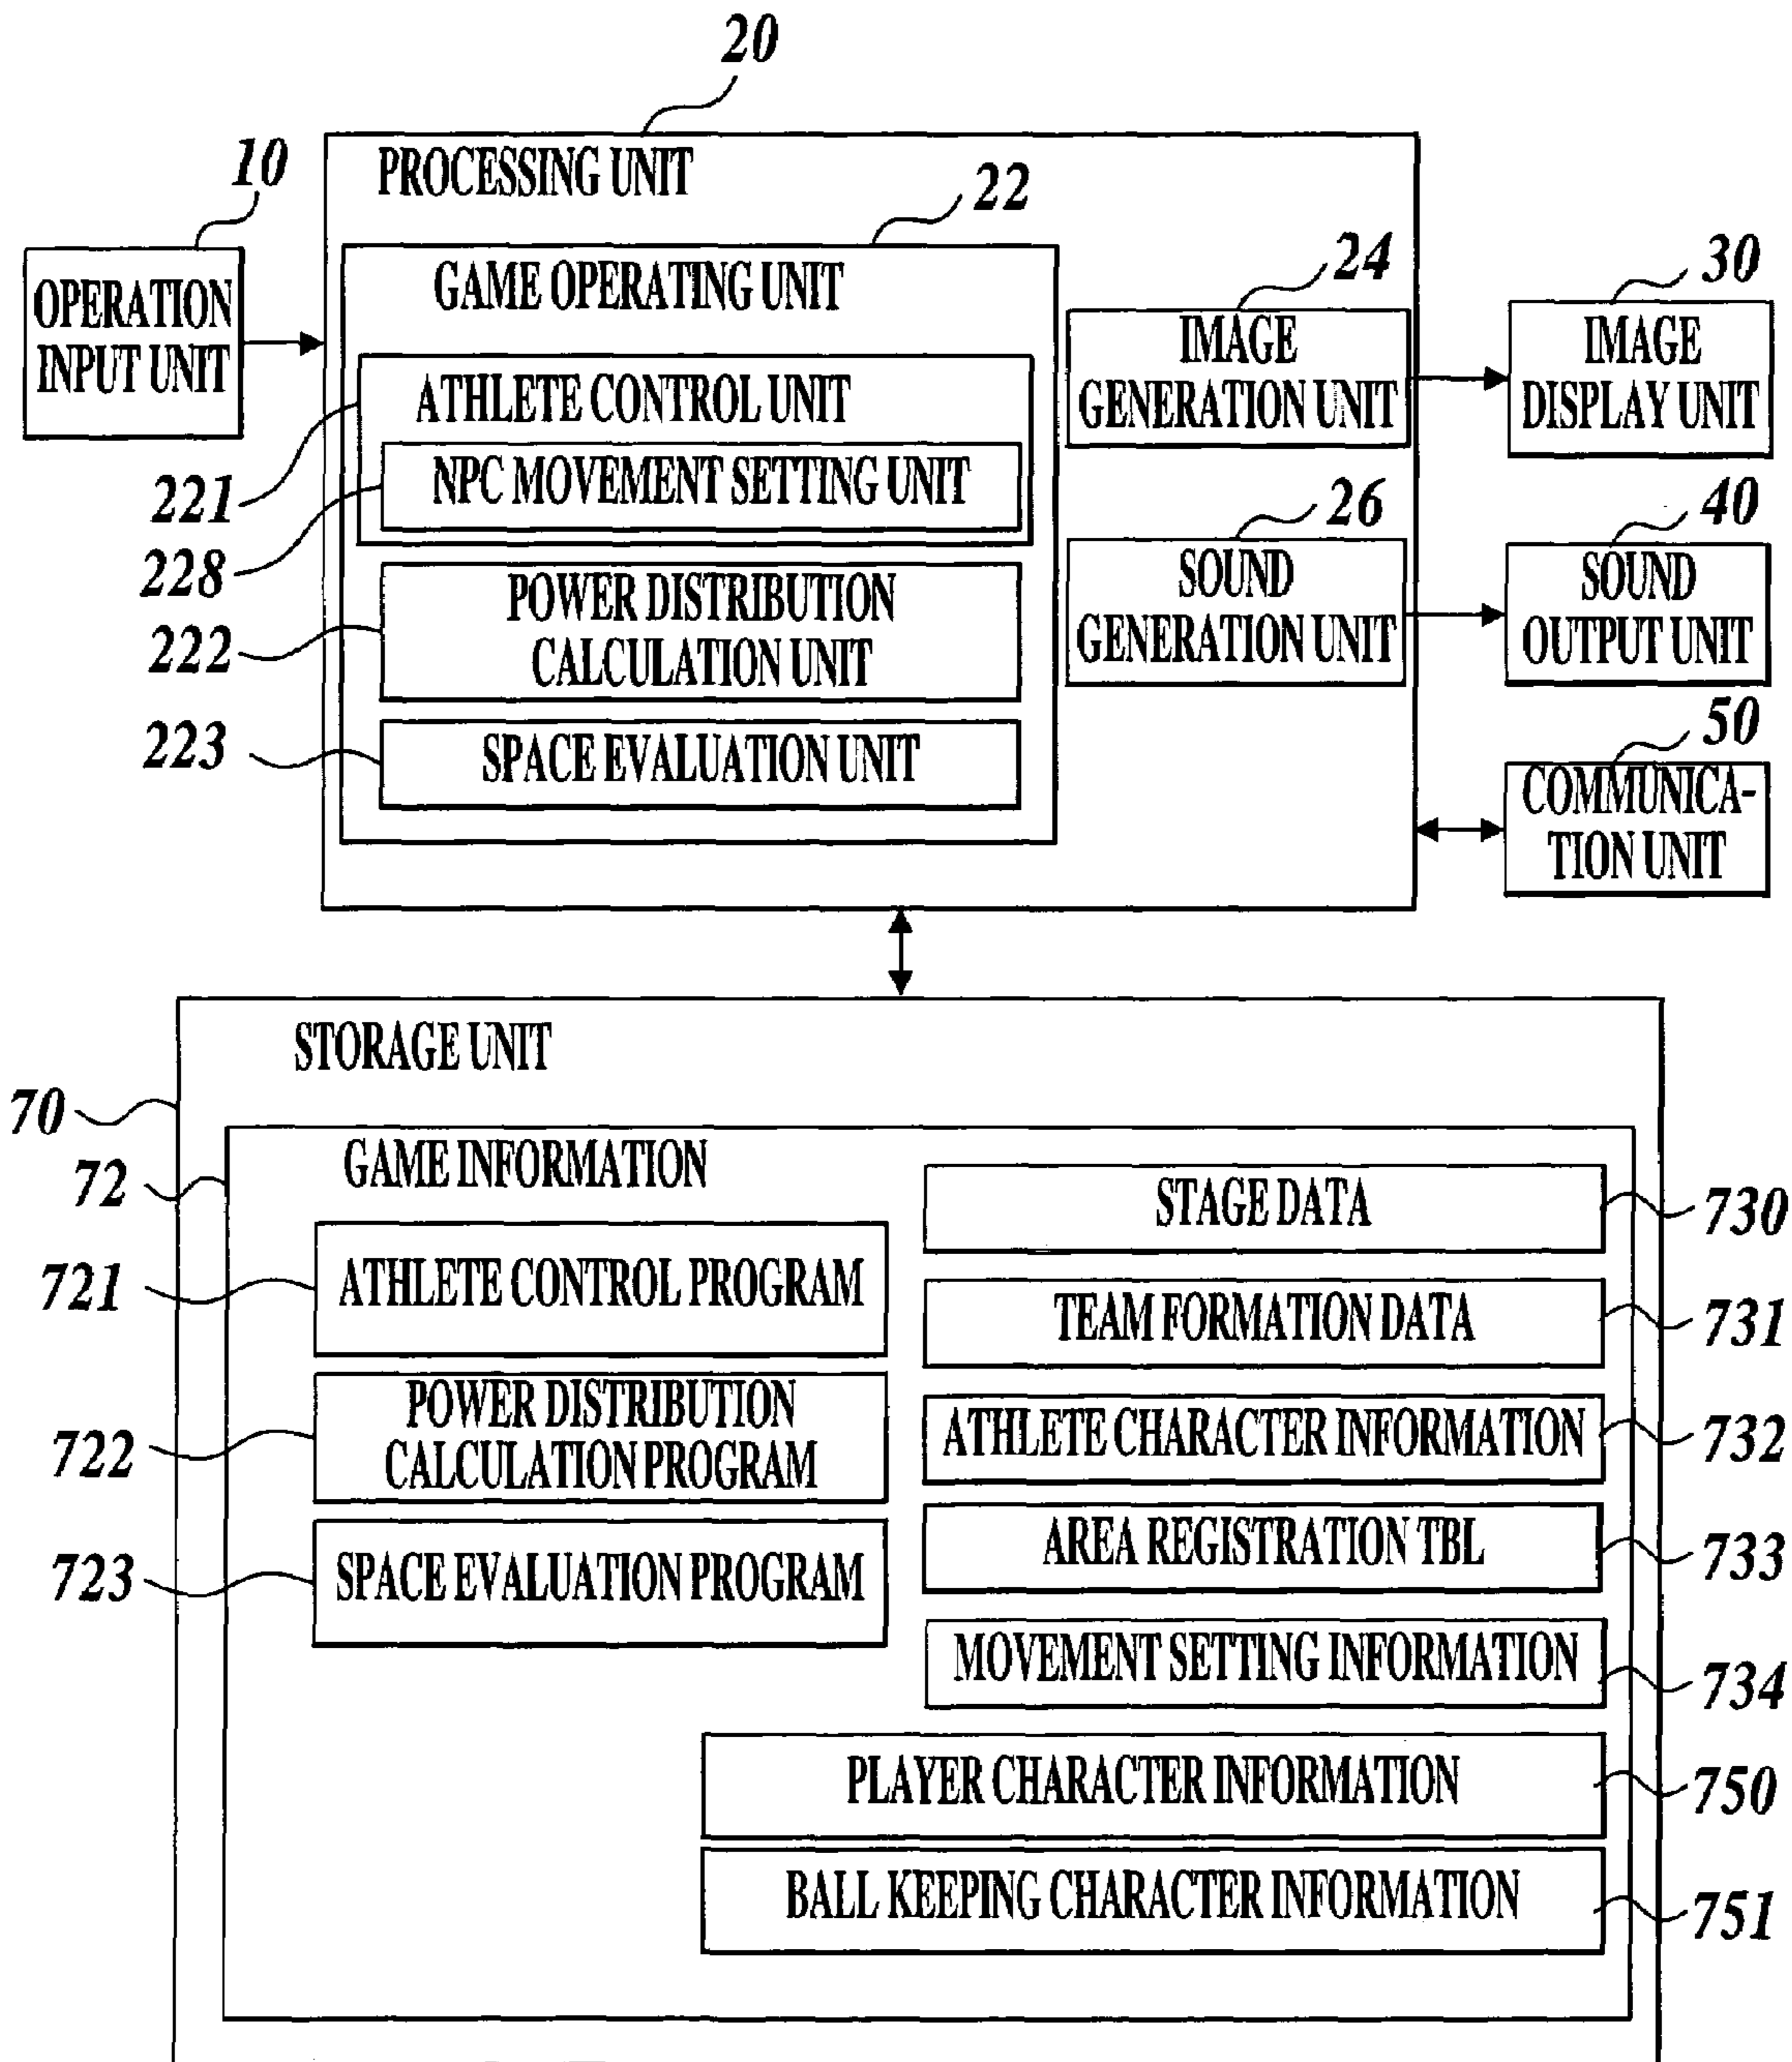 20
PROCESSING UNIT
10
OPERATION
INPUT UNIT
22
GAME OPERATING UNIT
221
ATHLETE CONTROL UNIT
228
NPC MOVEMENT SETTING UNIT
222
POWER DISTRIBUTION
CALCULATION UNIT
223
SPACE EVALUATION UNIT
24
IMAGE
GENERATION UNIT
26
SOUND
GENERATION UNIT
30
IMAGE
DISPLAY UNIT
40
SOUND
OUTPUT UNIT
50
COMMUNICA-
TION UNIT
STORAGE UNIT
70
72
GAME INFORMATION
721
ATHLETE CONTROL PROGRAM
722
POWER DISTRIBUTION
CALCULATION PROGRAM
723
SPACE EVALUATION PROGRAM
STAGE DATA
730
TEAM FORMATION DATA
731
ATHLETE CHARACTER INFORMATION
732
AREA REGISTRATION TBL
733
MOVEMENT SETTING INFORMATION
734
PLAYER CHARACTER INFORMATION
750
BALL KEEPING CHARACTER INFORMATION
751